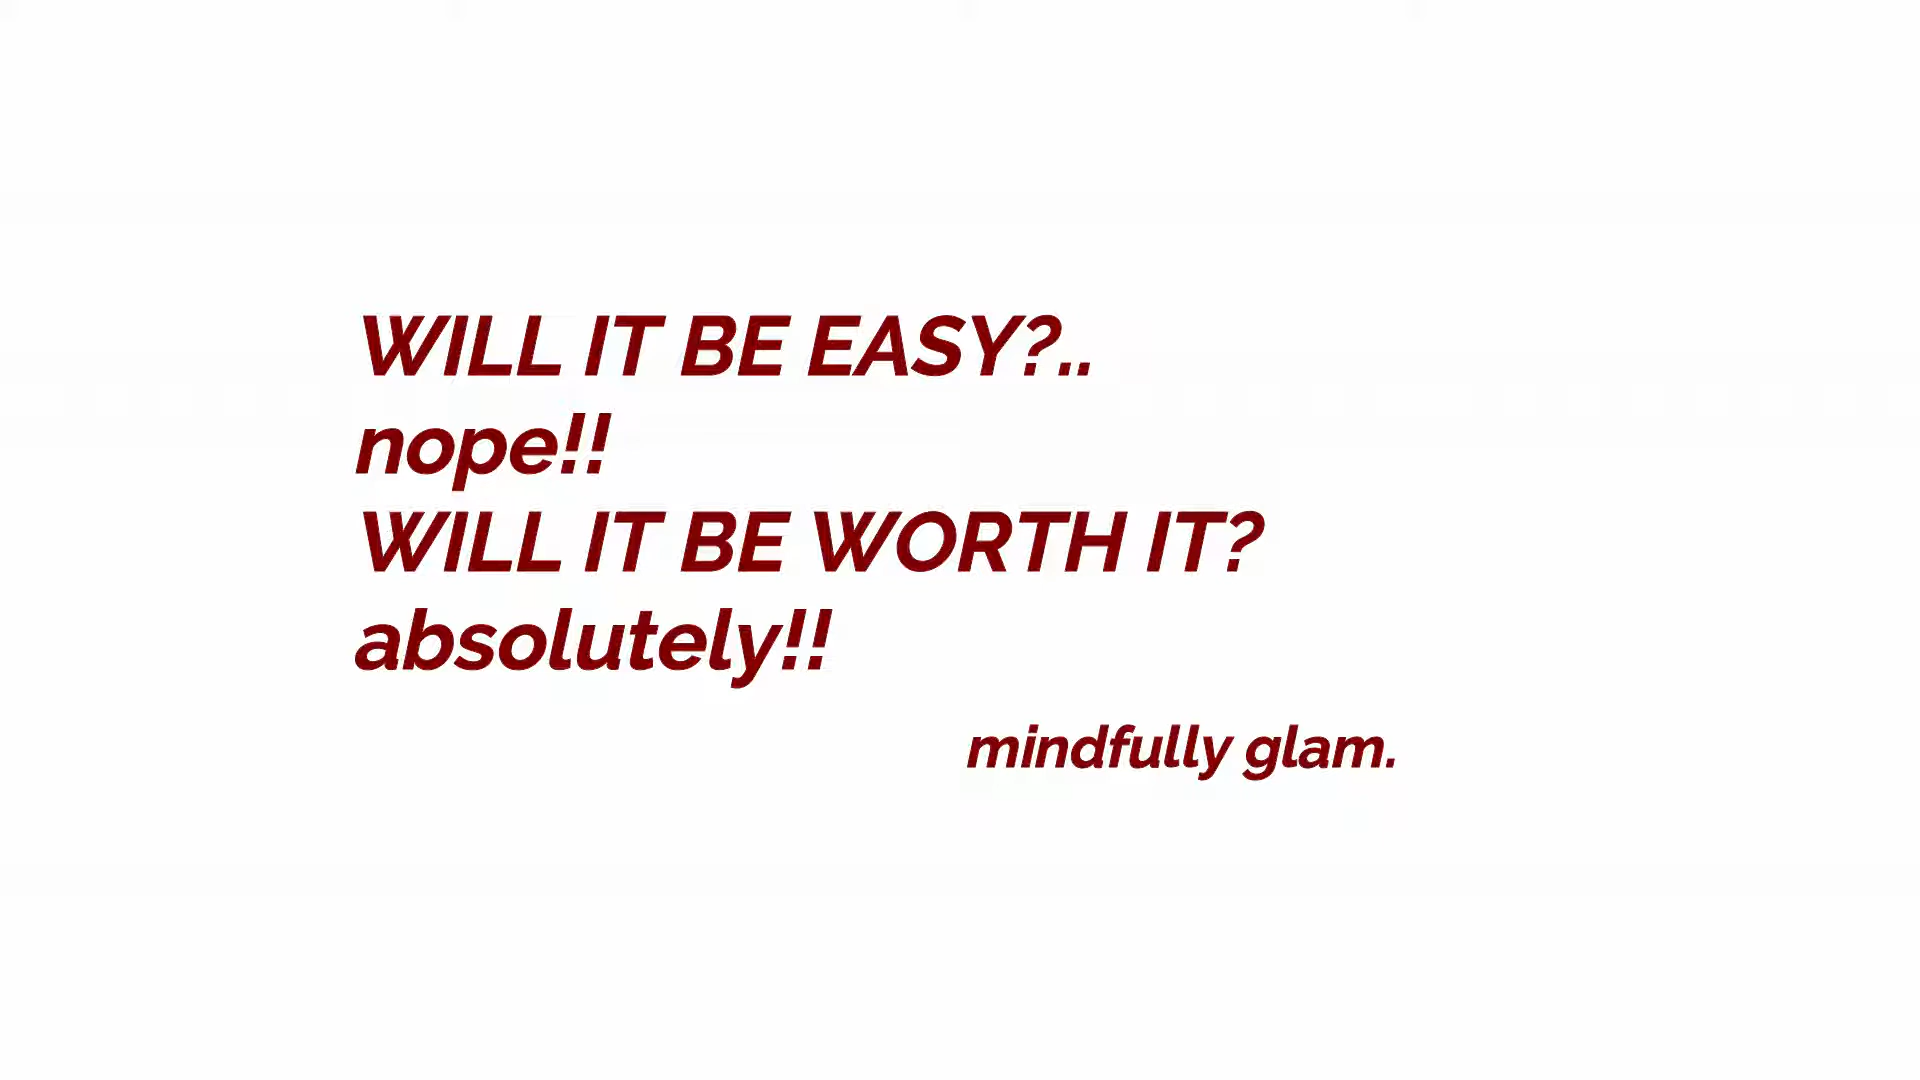 WILL IT BE EASY?..
nope!!
WILL IT BE WORTH IT?
absolutely!!
mindfully glam.